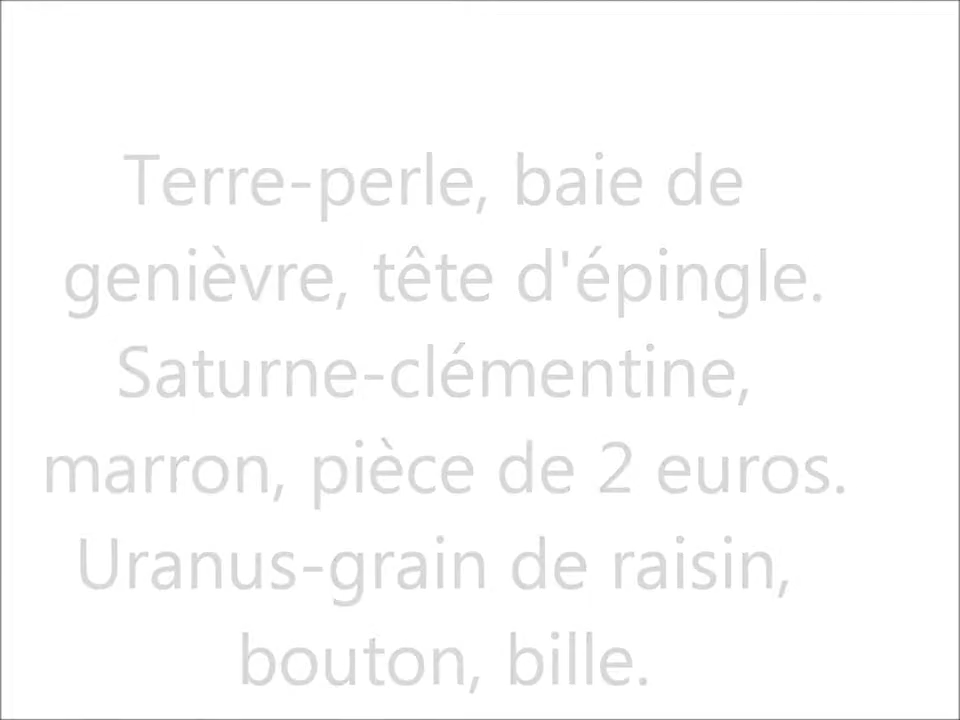 Terre-perle, baie de
genièvre, tête d'épingle.
Saturne-clémentine,
marron, pièce de 2 euros.
Uranus-grain de raisin,
bouton, bille.